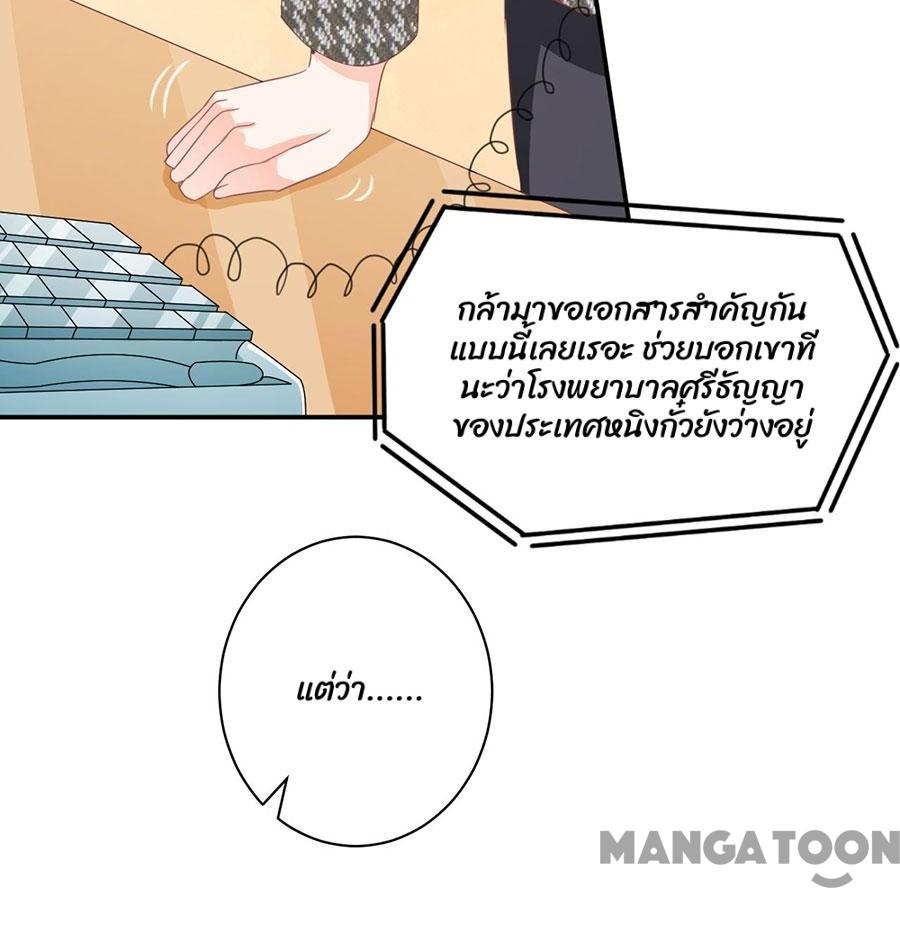 กล้ามาขอเอกสารสำคัญกัน
แบบนี้เลยเรอะ ช่วยบอกเขาที
นะว่าโรงพยาบาลศรีธัญญา
ของประเทศหนิงกั๋วยังว่างอยู่
แต่ว่า......
MANGATOON